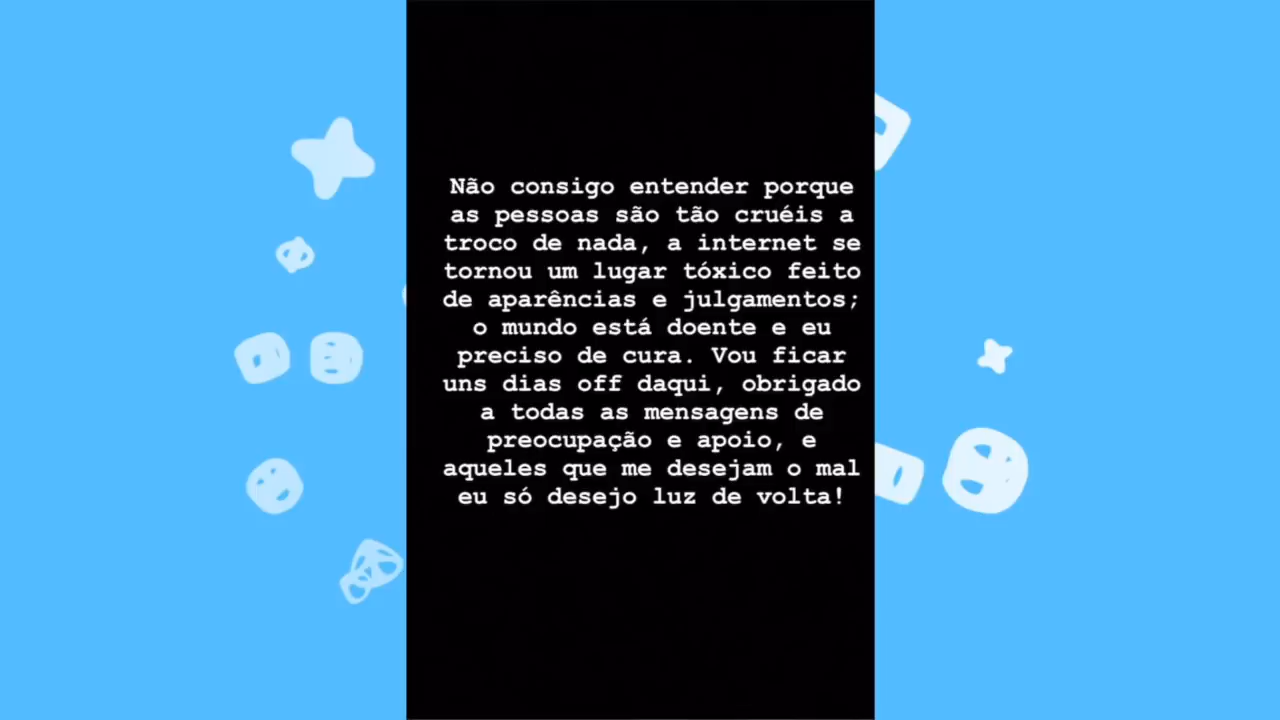 Não consigo entender porque
as pessoas são tão cruéis a
troco de nada, a internet se
tornou um lugar tóxico feito
de aparências e julgamentos;
o mundo está doente e eu
preciso de cura. Vou ficar
uns dias off daqui, obrigado
a todas as mensagens de
preocupação e apoio, e
aqueles que me desejam o mal
eu só desejo luz de volta!